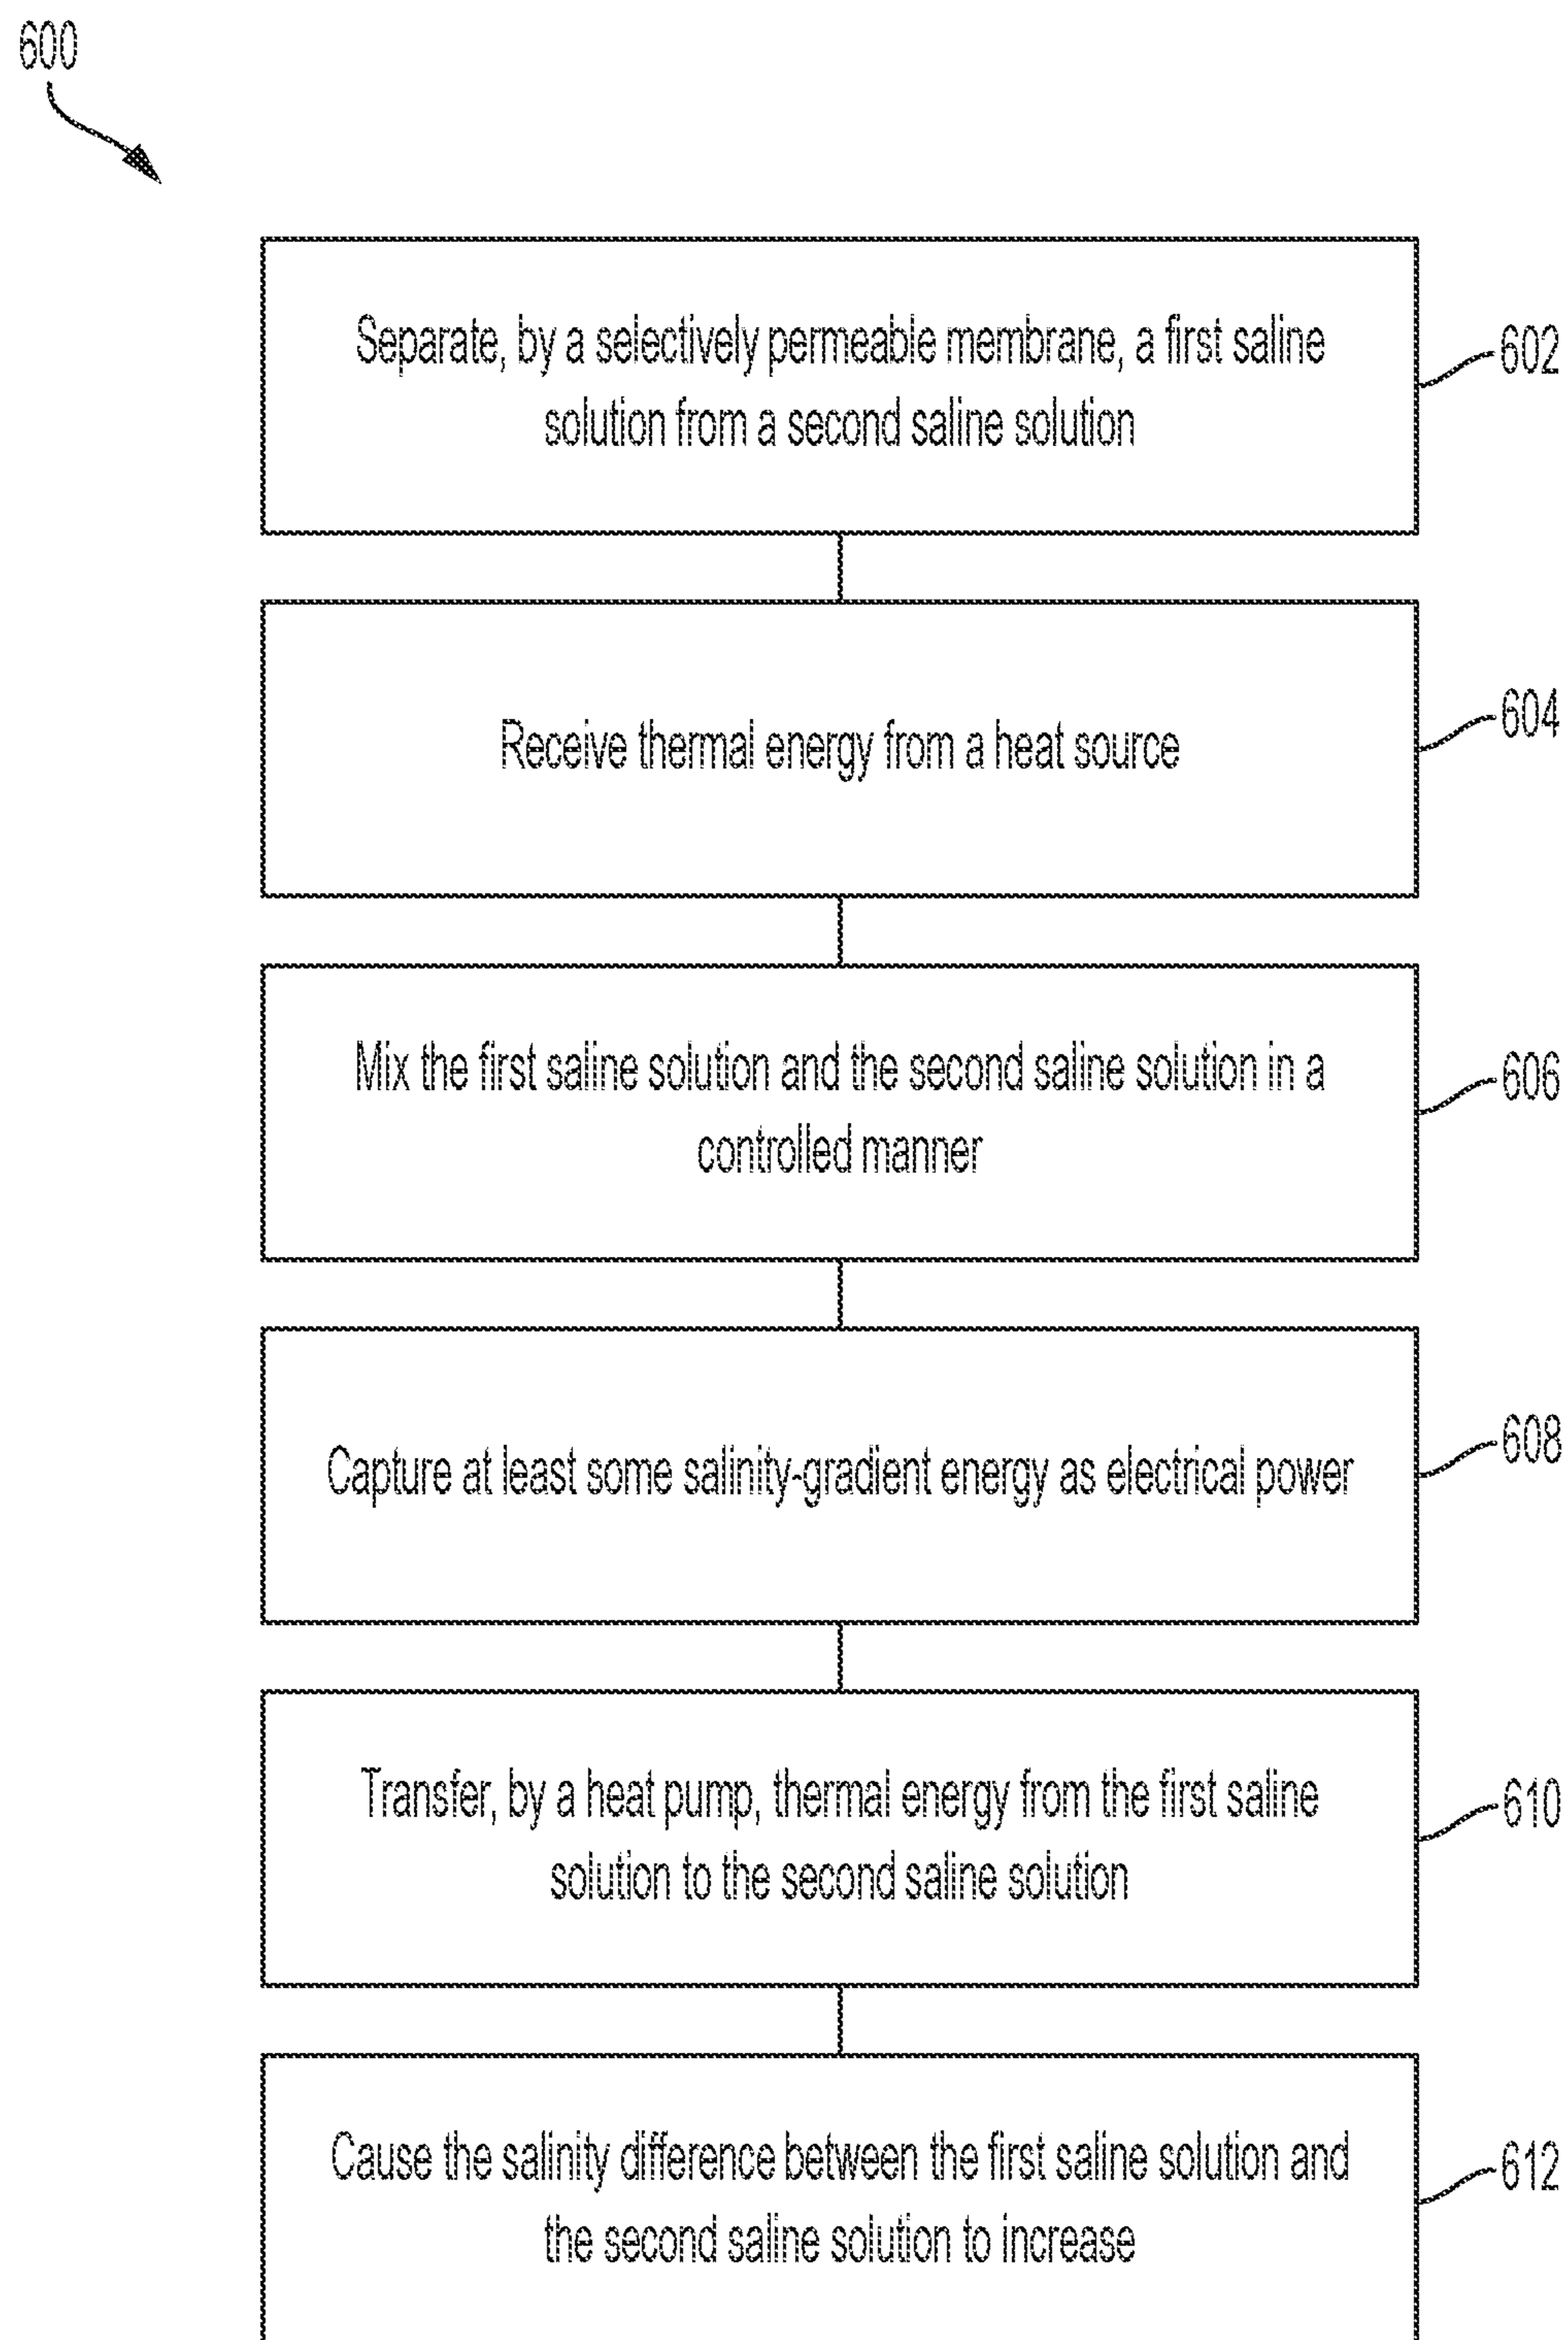 600
Separate, by a selectively permeable membrane, a first saline
solution from a second saline solution
602
Receive thermal energy from a heat source
604
Mix the first saline solution and the second saline solution in a
controlled manner
606
Capture at least some salinity-gradient energy as electrical power
608
Transfer, by a heat pump, thermal energy from the first saline
solution to the second saline solution
610
Cause the salinity difference between the first saline solution and
the second saline solution to increase
612